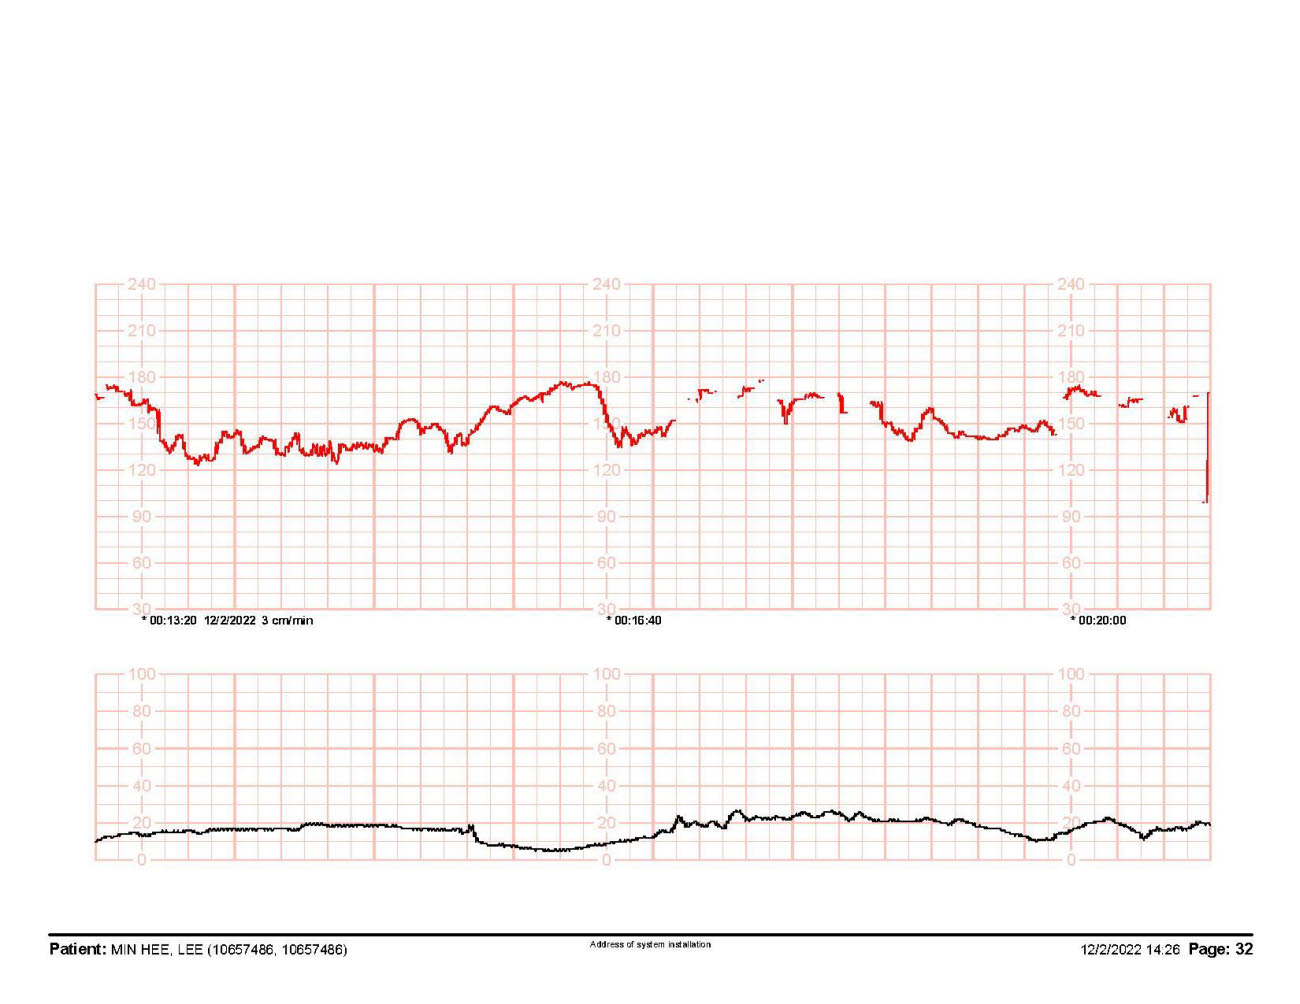 240 240 240
210 210 210
180 180 180
150 150 150
120 120 120
90 90 90
60 60 60
30 30 30
* 00:13:20 12/2/2022 3 cm/min * 00:16:40 * 00:20:00
100 100 100
80 80 80
60 60 60
40 40 40
20 20 20
0 0 0
Patient: MIN HEE, LEE (10657486, 10657486) Address of system installation 12/2/2022 14:26 Page: 32